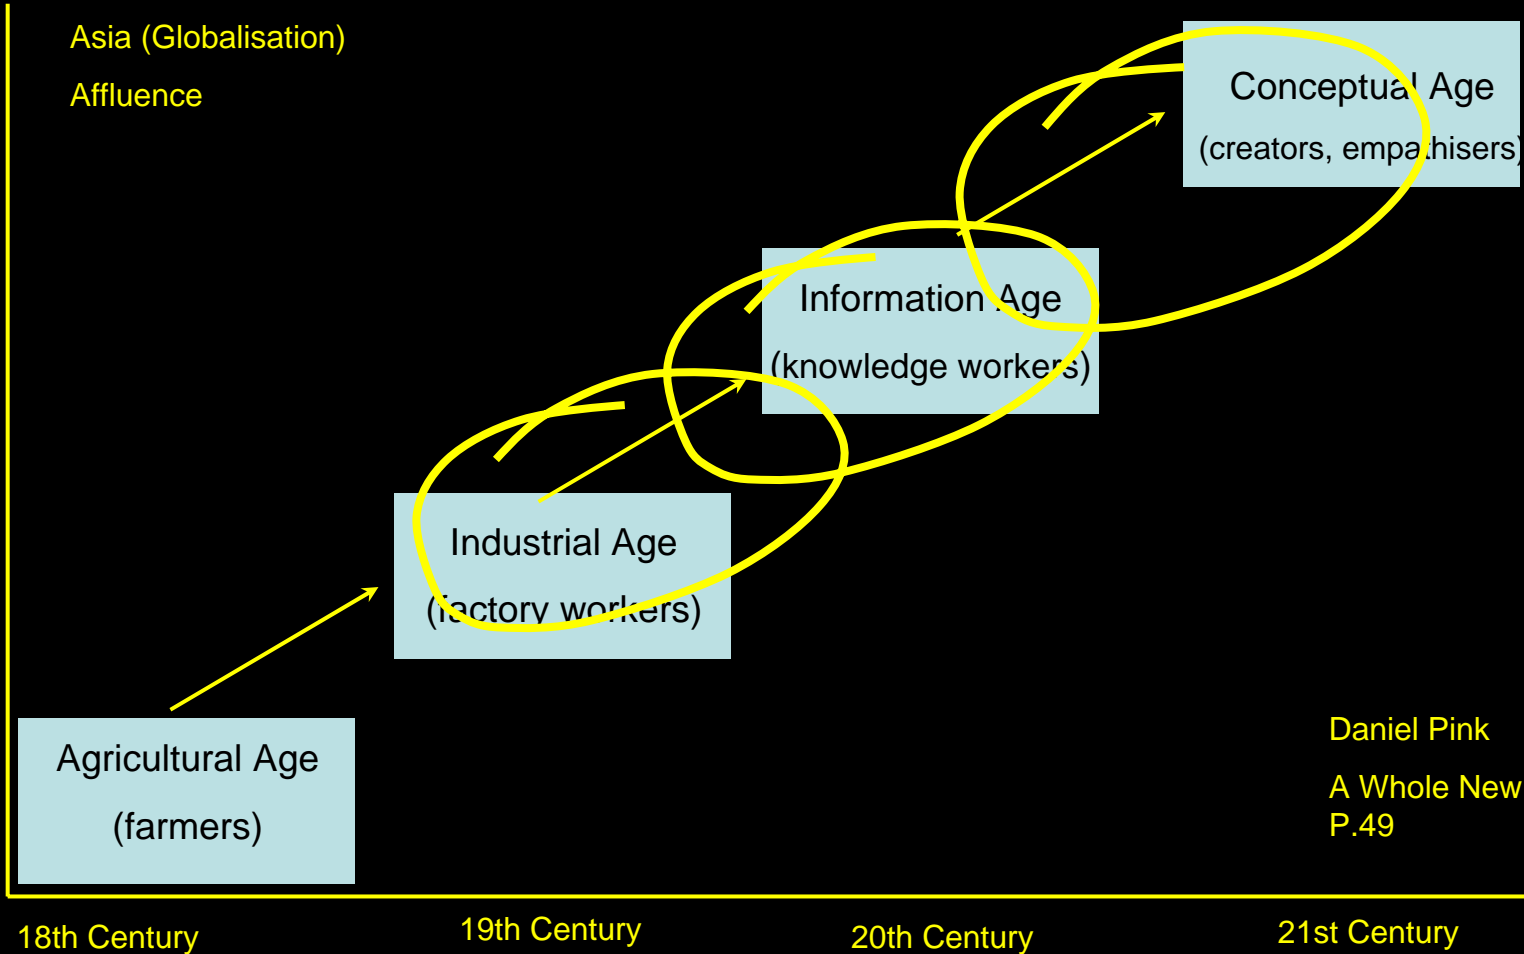 Asia (Globalisation)
Affluence
Conceptual Age
(creators, empathisers)
Information Age
(knowledge workers)
Industrial Age
(factory workers)
Agricultural Age
(farmers)
Daniel Pink
A Whole New
P.49
18th Century
19th Century
20th Century
21st Century